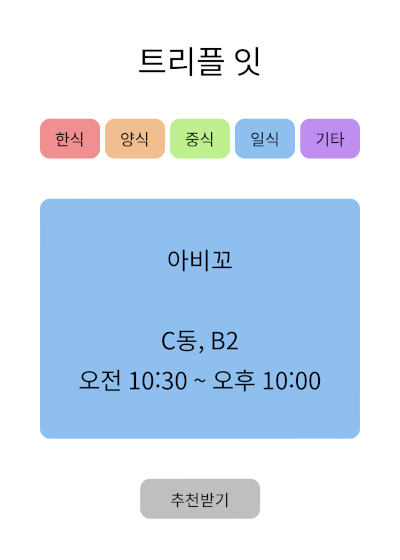 트리플 잇
한식 양식 중식 일식 기타
아비꼬
C동, B2
오전 10:30 ~ 오후 10:00
추천받기